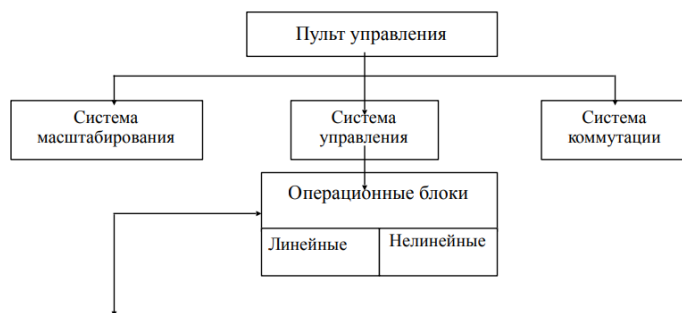 Пульт управления
Система
масштабирования
Система
управления
Система
коммутации
Операционные блоки
Линейные
Нелинейные